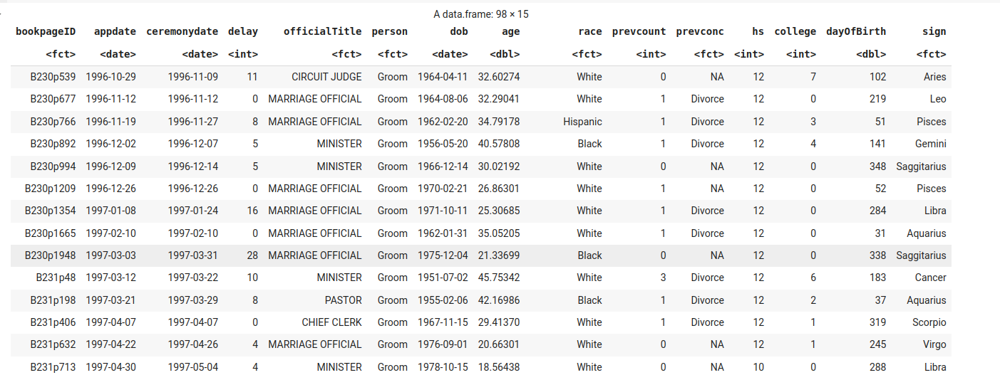 A data.frame: 98 × 15
bookpageID appdate ceremonydate delay officialTitle person dob age race prevcount prevconc hs college dayOfBirth sign
<fct> <date> <date> <int> <fct> <fct> <date> <dbl> <fct> <int> <fct> <int> <int> <dbl> <fct>
B230p539 1996-10-29 1996-11-09 11 CIRCUIT JUDGE Groom 1964-04-11 32.60274 White 0 NA 12 7 102 Aries
B230p677 1996-11-12 1996-11-12 0 MARRIAGE OFFICIAL Groom 1964-08-06 32.29041 White 1 Divorce 12 0 219 Leo
B230p766 1996-11-19 1996-11-27 8 MARRIAGE OFFICIAL Groom 1962-02-20 34.79178 Hispanic 1 Divorce 12 3 51 Pisces
B230p892 1996-12-02 1996-12-07 5 MINISTER Groom 1956-05-20 40.57808 Black 1 Divorce 12 4 141 Gemini
B230p994 1996-12-09 1996-12-14 5 MINISTER Groom 1966-12-14 30.02192 White 0 NA 12 0 348 Saggitarius
B230p1209 1996-12-26 1996-12-26 0 MARRIAGE OFFICIAL Groom 1970-02-21 26.86301 White 1 NA 12 0 52 Pisces
B230p1354 1997-01-08 1997-01-24 16 MARRIAGE OFFICIAL Groom 1971-10-11 25.30685 White 1 Divorce 12 0 284 Libra
B230p1665 1997-02-10 1997-02-10 0 MARRIAGE OFFICIAL Groom 1962-01-31 35.05205 White 1 Divorce 12 0 31 Aquarius
B230p1948 1997-03-03 1997-03-31 28 MARRIAGE OFFICIAL Groom 1975-12-04 21.33699 Black 0 NA 12 0 338 Saggitarius
B231p48 1997-03-12 1997-03-22 10 MINISTER Groom 1951-07-02 45.75342 White 3 Divorce 12 6 183 Cancer
B231p198 1997-03-21 1997-03-29 8 PASTOR Groom 1955-02-06 42.16986 Black 1 Divorce 12 2 37 Aquarius
B231p406 1997-04-07 1997-04-07 0 CHIEF CLERK Groom 1967-11-15 29.41370 White 1 Divorce 12 1 319 Scorpio
B231p632 1997-04-22 1997-04-26 4 MARRIAGE OFFICIAL Groom 1976-09-01 20.66301 White 0 NA 12 1 245 Virgo
B231p713 1997-04-30 1997-05-04 4 MINISTER Groom 1978-10-15 18.56438 White 0 NA 10 0 288 Libra